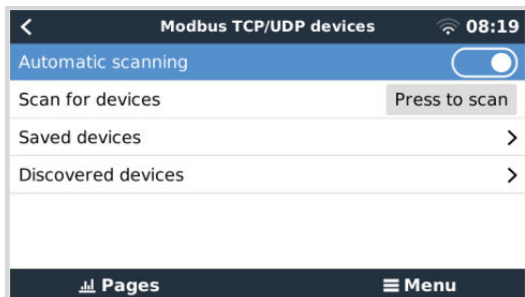 Modbus TCP/UDP devices 08:19
Automatic scanning
Scan for devices Press to scan
Saved devices
Discovered devices
Pages Menu